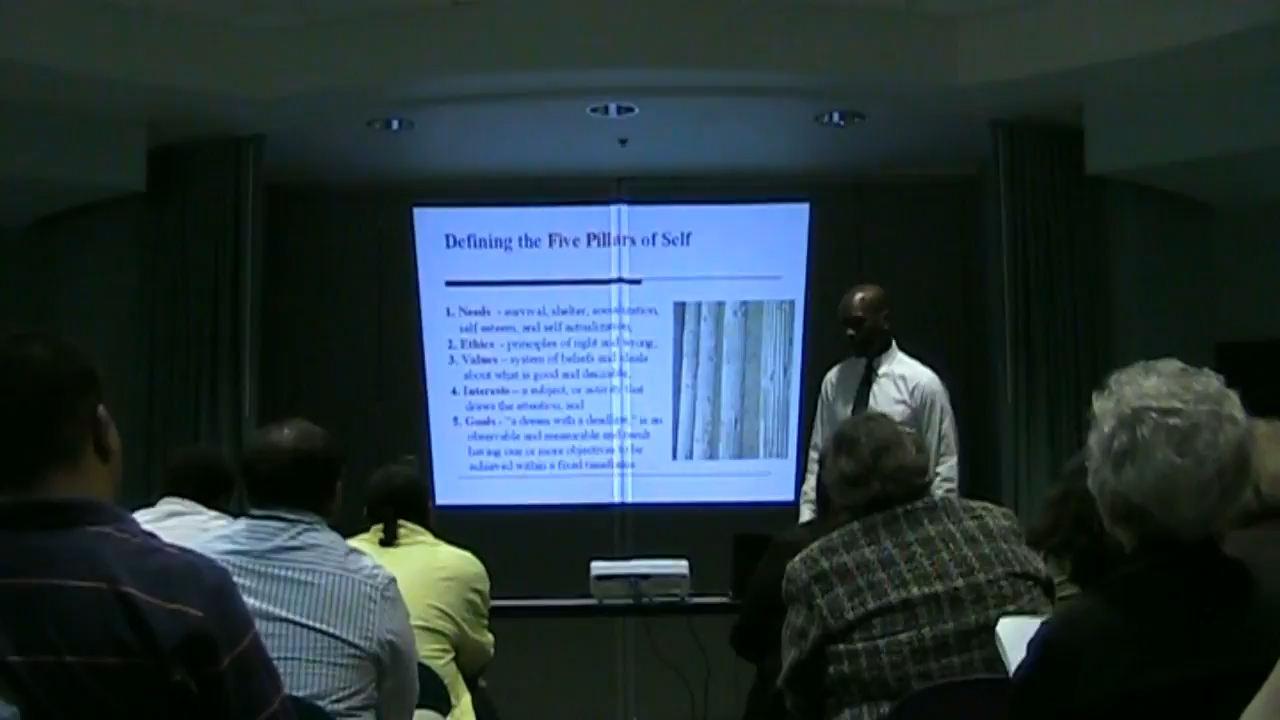 Defining the Five Pillars of Self
1. Needs - survival, shelter, socialization,
self esteem, and self actualization,
2. Ethics - principles of right and wrong,
3. Values – system of beliefs and ideals
about what is good and desirable,
4. Interests – a subject, or activity that
draws the attention, and
5. Goals - "a dream with a deadline," is an
observable and measurable end result
having one or more objectives to be
achieved within a fixed timeframe